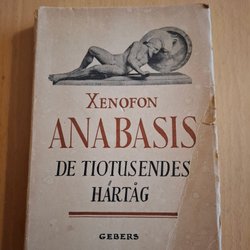 XENOFON
ANABASIS
DE TIOTUSENDES
HÄRTÅG
GEBERS